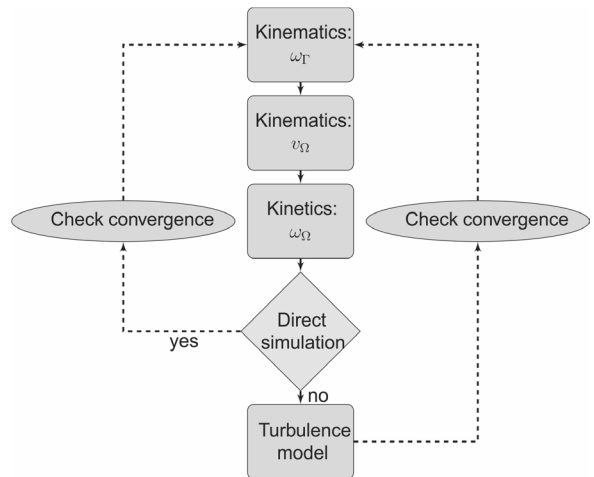 Kinematics:
ω_Γ
Kinematics:
v_Ω
Check convergence
Kinetics:
ω_Ω
Check convergence
Direct
simulation
yes
no
Turbulence
model